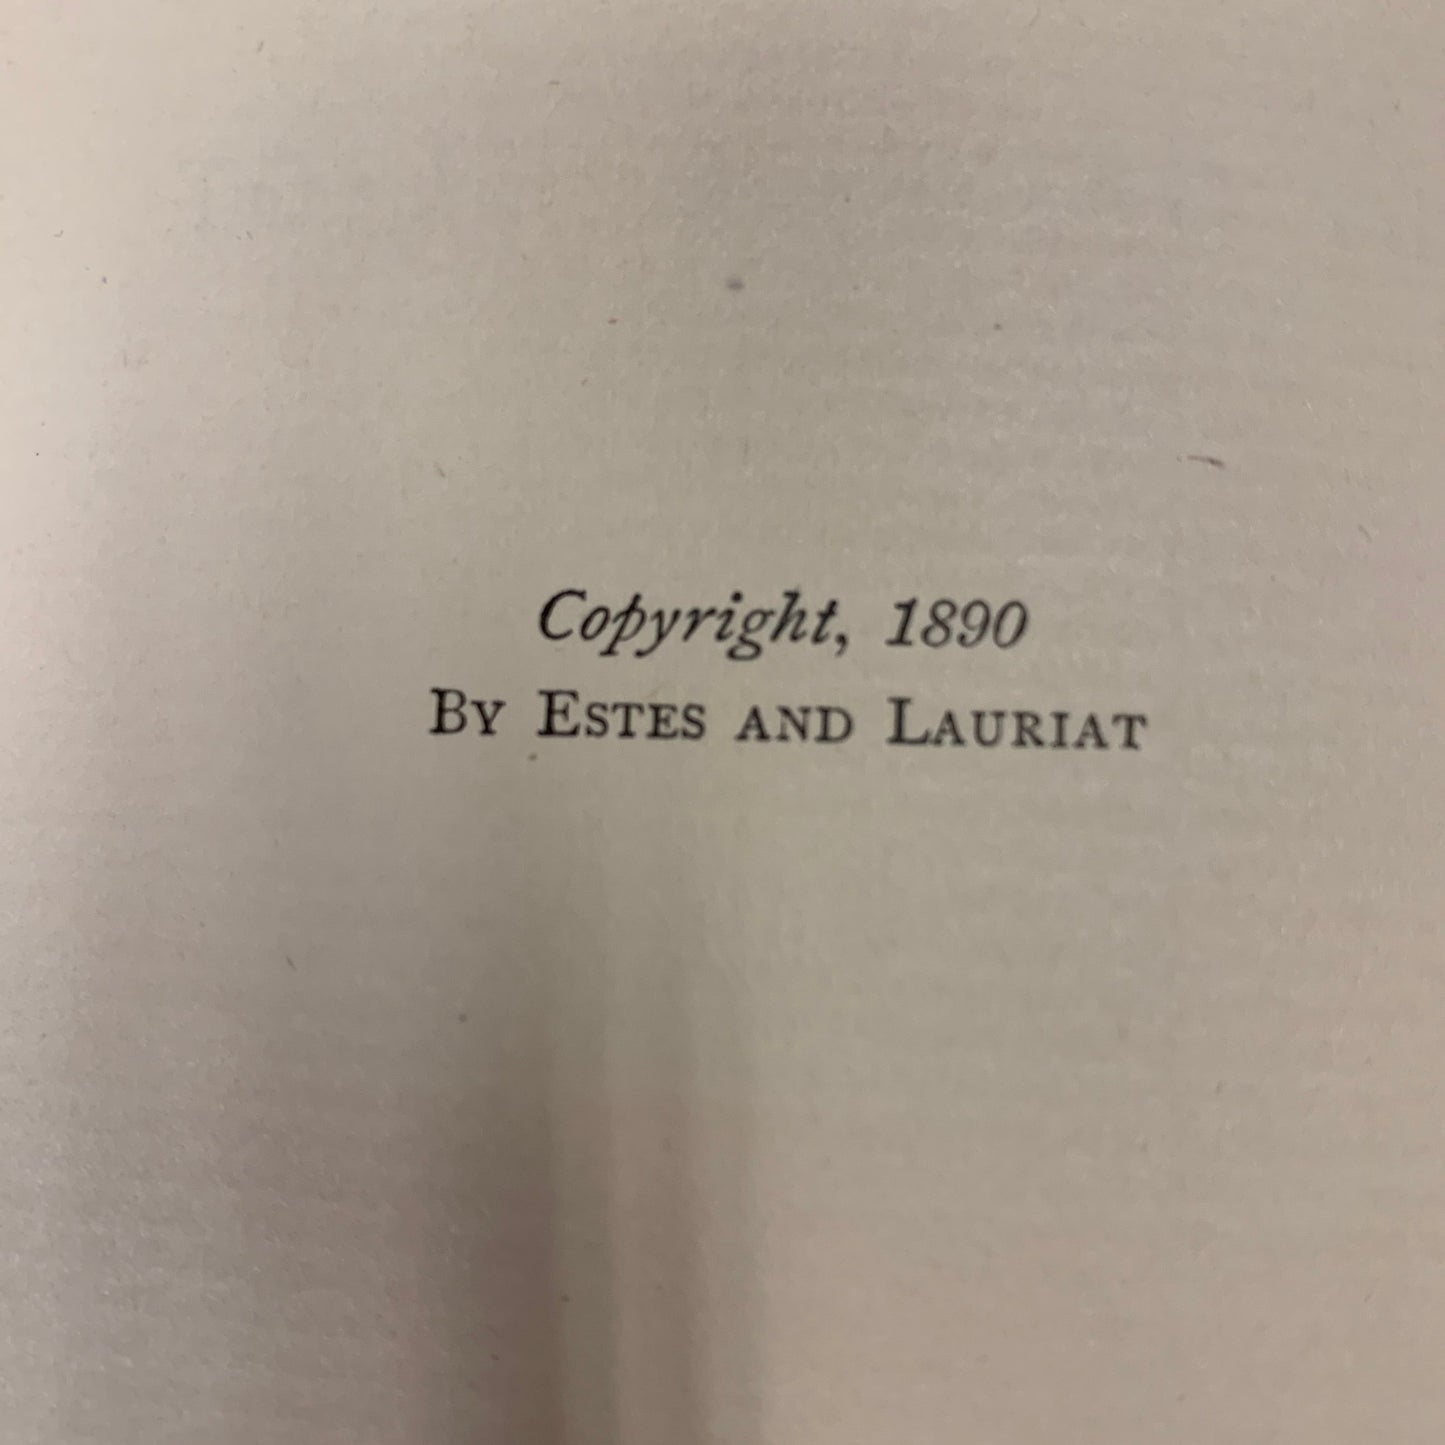 Copyright, 1890
By Estes and Lauriat